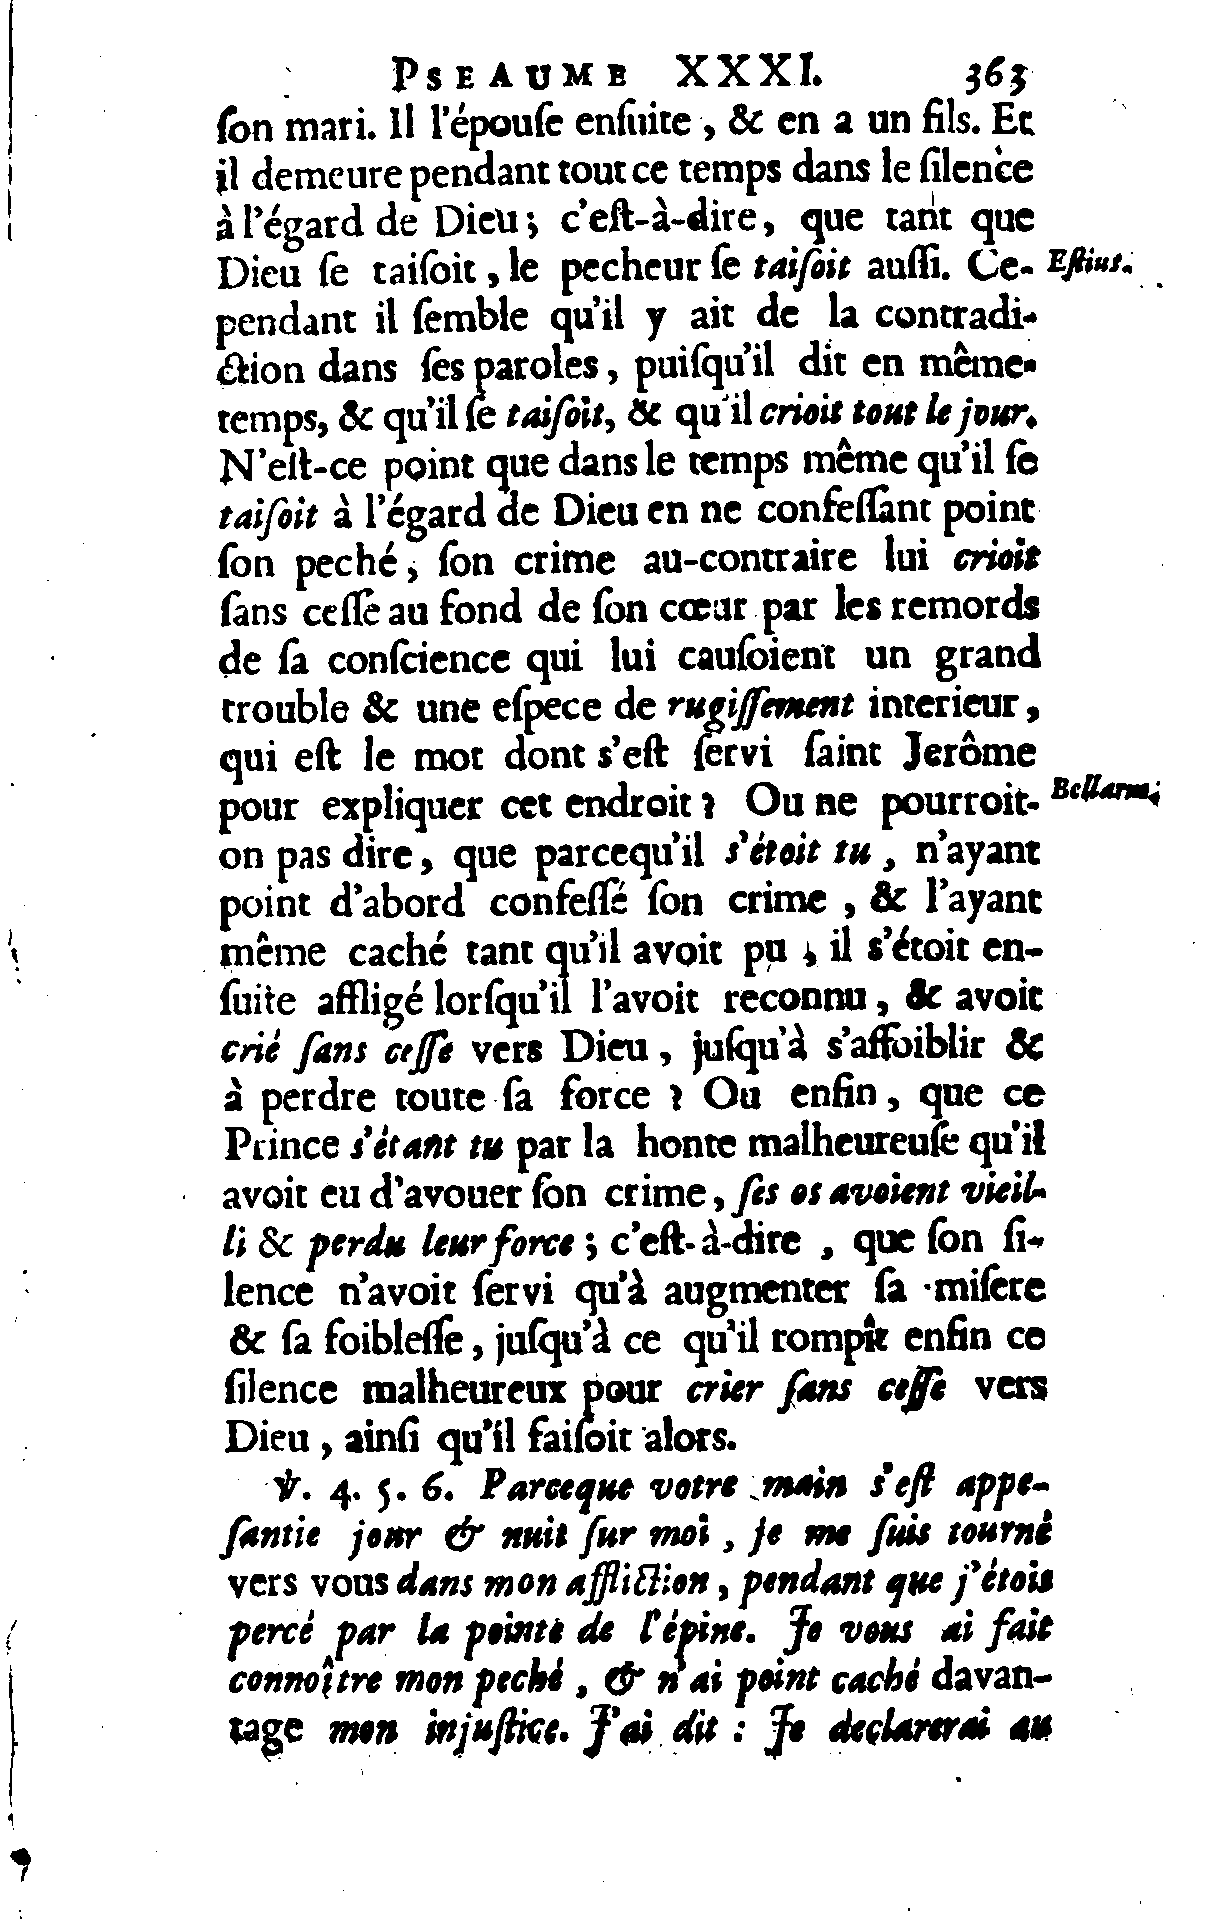 PSEAUME XXXI. 363
ſon mari. Il l'épouſe enſuite, & en a un fils. Et
il demeure pendant tout ce temps dans le ſilence
à l'égard de Dieu; c'eſt-à-dire, que tant que
Dieu ſe taiſoit, le pecheur ſe taiſoit auſſi. Ce- Eſtius.
pendant il ſemble qu'il y ait de la contradi-
ction dans ſes paroles, puiſqu'il dit en même-
temps, & qu'il ſe taiſoit, & qu'il crioit tout le jour.
N'eſt-ce point que dans le temps même qu'il ſe
taiſoit à l'égard de Dieu en ne confeſſant point
ſon peché, ſon crime au-contraire lui crioit
ſans ceſſe au fond de ſon cœur par les remords
de ſa conſcience qui lui cauſoient un grand
trouble & une eſpece de rugiſſement interieur,
qui eſt le mot dont s'eſt ſervi ſaint Jerôme
pour expliquer cet endroit? Ou ne pourroit- Bellarm.
on pas dire, que parcequ'il s'étoit tu, n'ayant
point d'abord confeſſé ſon crime, & l'ayant
même caché tant qu'il avoit pu, il s'étoit en-
ſuite affligé lorſqu'il l'avoit reconnu, & avoit
crié ſans ceſſe vers Dieu, juſqu'à s'affoiblir &
à perdre toute ſa force? Ou enfin, que ce
Prince s'étant tu par la honte malheureuſe qu'il
avoit eu d'avouer ſon crime, ſes os avoient vieil-
li & perdu leur force; c'eſt-à-dire, que ſon ſi-
lence n'avoit ſervi qu'à augmenter ſa miſere
& ſa foibleſſe, juſqu'à ce qu'il rompît enfin ce
ſilence malheureux pour crier ſans ceſſe vers
Dieu, ainſi qu'il faiſoit alors.
℣. 4. 5. 6. Parceque votre main s'eſt appe-
ſantie jour & nuit ſur moi, je me ſuis tourné
vers vous dans mon affliction, pendant que j'étois
percé par la pointe de l'épine. Je vous ai fait
connoître mon peché, & n'ai point caché davan-
tage mon injuſtice. J'ai dit: Je declarerai au